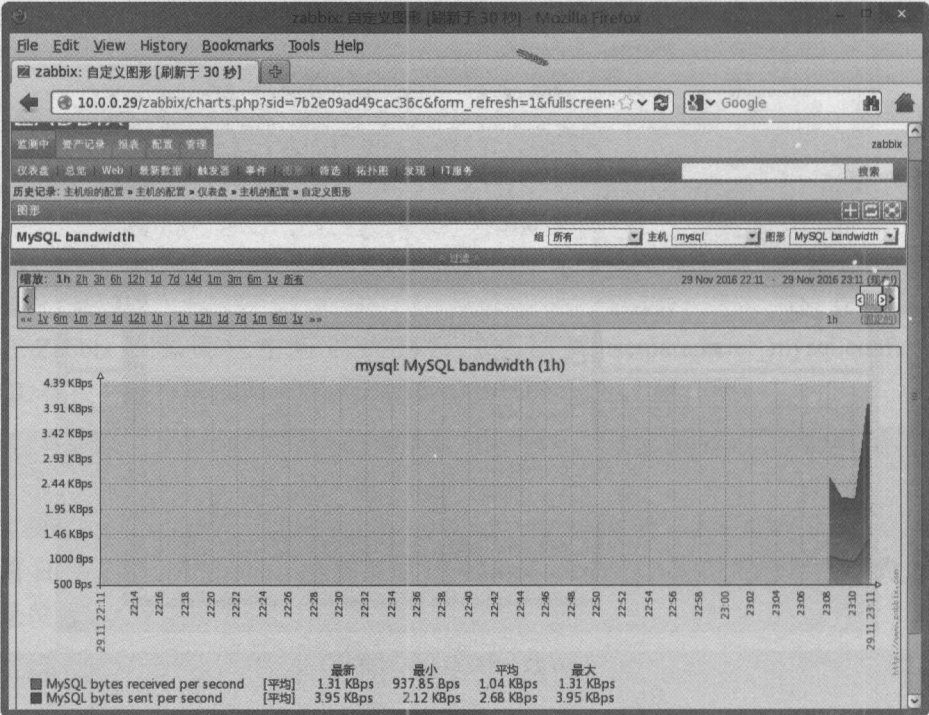 zabbix: 自定义图形 [刷新于 30 秒] - Mozilla Firefox
File Edit View History Bookmarks Tools Help
zabbix: 自定义图形 [刷新于 30 秒]
10.0.0.29/zabbix/charts.php?sid=7b2e09ad49cac36c&form_refresh=1&fullscreen= Google
监测中 资产记录 报表 配置 管理 zabbix
仪表盘 总览 Web 最新数据 触发器 事件 图形 筛选 拓扑图 发现 IT服务 搜索
历史记录: 主机组的配置 » 主机的配置 » 仪表盘 » 主机的配置 » 自定义图形
图形
MySQL bandwidth 组 所有 主机 mysql 图形 MySQL bandwidth
过滤
缩放: 1h 2h 3h 6h 12h 1d 7d 14d 1m 3m 6m 1y 所有 29 Nov 2016 22:11 - 29 Nov 2016 23:11
«« 1y 6m 1m 7d 1d 12h 1h | 1h 12h 1d 7d 1m 6m 1y »» 1h (固定的)
mysql: MySQL bandwidth (1h)
4.39 KBps
3.91 KBps
3.42 KBps
2.93 KBps
2.44 KBps
1.95 KBps
1.46 KBps
1000 Bps
500 Bps
29.11 22:11 22:14 22:16 22:18 22:20 22:22 22:24 22:26 22:28 22:30 22:32 22:34 22:36 22:38 22:40 22:42 22:44 22:46 22:48 22:50 22:52 22:54 22:56 22:58 23:00 23:02 23:04 23:06 23:08 23:10 29.11 23:11
http://www.zabbix.com
最新 最小 平均 最大
MySQL bytes received per second [平均] 1.31 KBps 937.85 Bps 1.04 KBps 1.31 KBps
MySQL bytes sent per second [平均] 3.95 KBps 2.12 KBps 2.68 KBps 3.95 KBps